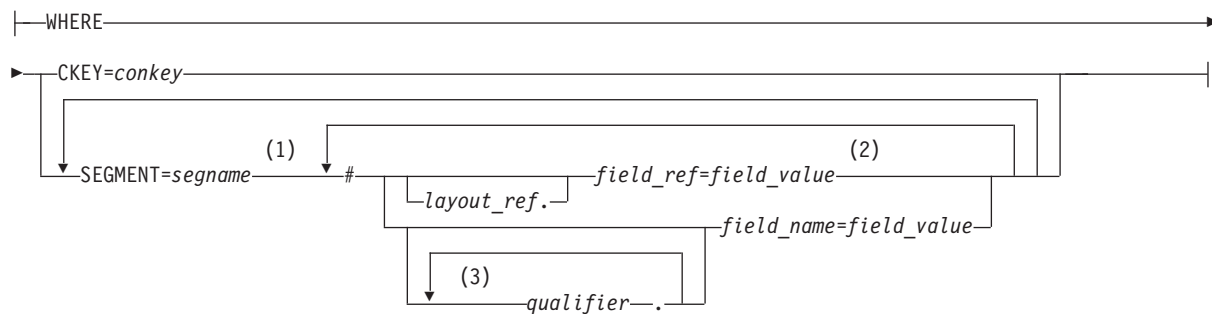 WHERE
CKEY=conkey
(1) (2)
SEGMENT=segname # field_ref=field_value
layout_ref.
field_name=field_value
(3)
qualifier .